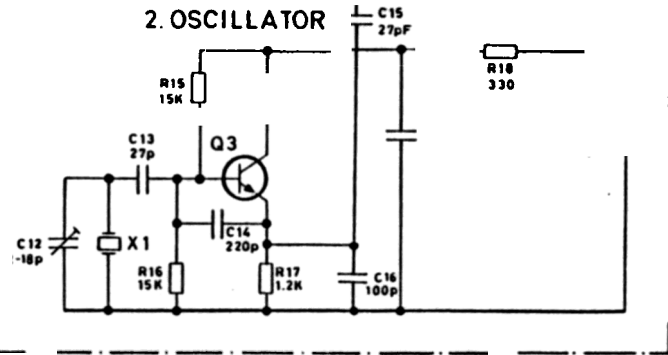 2. OSCILLATOR
C15
27pF
R18
330
R15
15K
C13
27p
Q3
C12
-18p
X1
C14
220p
R16
15K
R17
1.2K
C16
100p